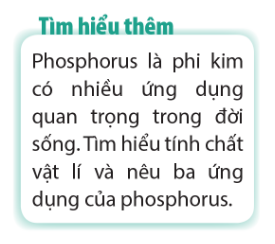 Tìm hiểu thêm
Phosphorus là phi kim
có nhiều ứng dụng
quan trọng trong đời
sống. Tìm hiểu tính chất
vật lí và nêu ba ứng
dụng của phosphorus.